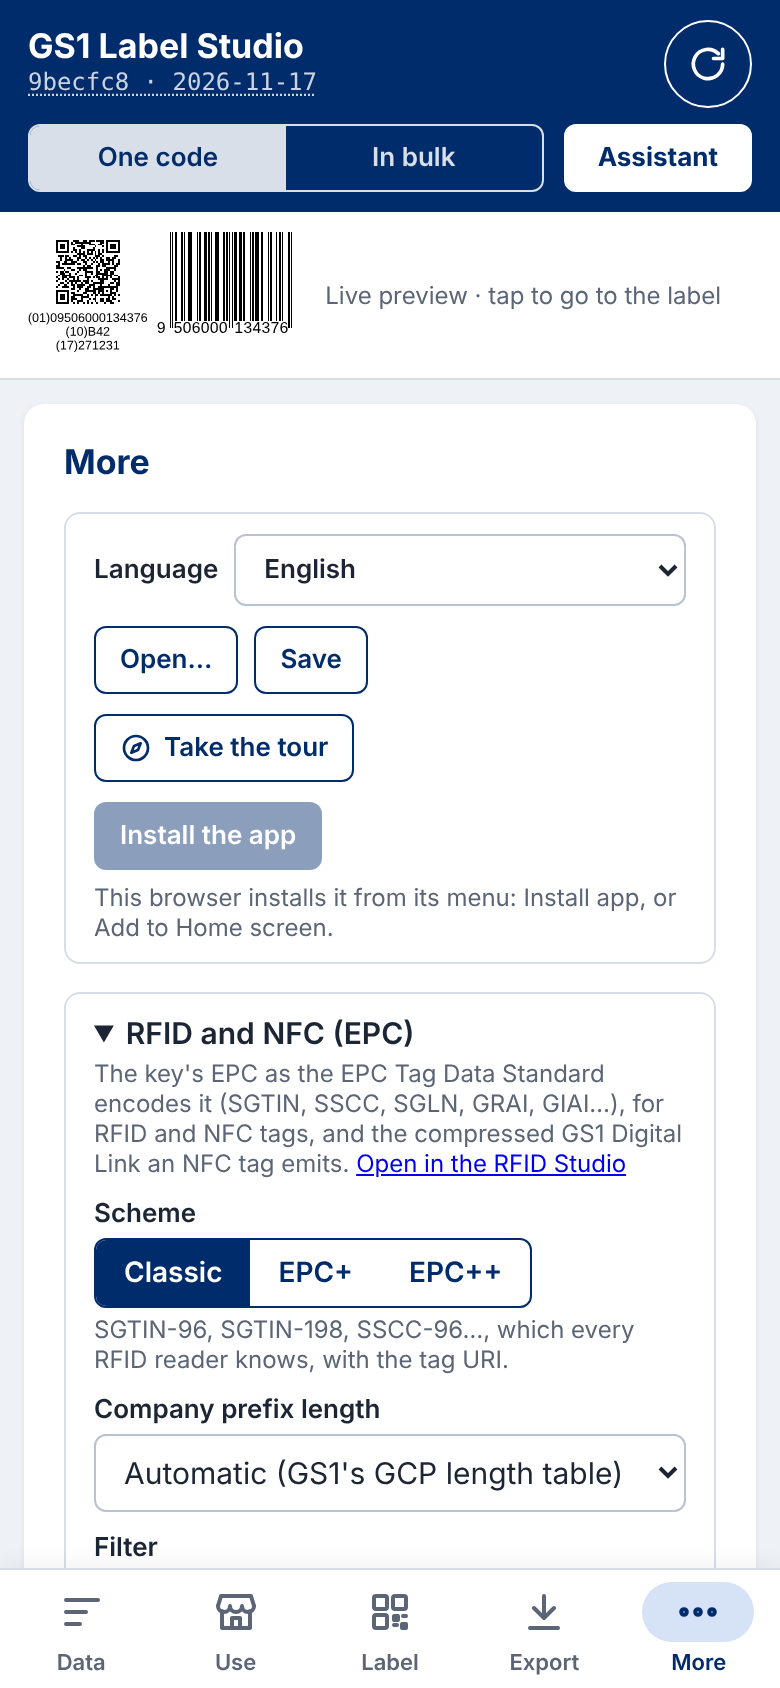 GS1 Label Studio
9becfc8 · 2026-11-17
One code
In bulk
Assistant
(01)09506000134376
(10)B42
(17)271231
9 506000 134376
Live preview · tap to go to the label
More
Language
English
Open...
Save
Take the tour
Install the app
This browser installs it from its menu: Install app, or
Add to Home screen.
▼ RFID and NFC (EPC)
The key's EPC as the EPC Tag Data Standard
encodes it (SGTIN, SSCC, SGLN, GRAI, GIAI...), for
RFID and NFC tags, and the compressed GS1 Digital
Link an NFC tag emits. Open in the RFID Studio
Scheme
Classic
EPC+
EPC++
SGTIN-96, SGTIN-198, SSCC-96..., which every
RFID reader knows, with the tag URI.
Company prefix length
Automatic (GS1's GCP length table)
Filter
Data
Use
Label
Export
More